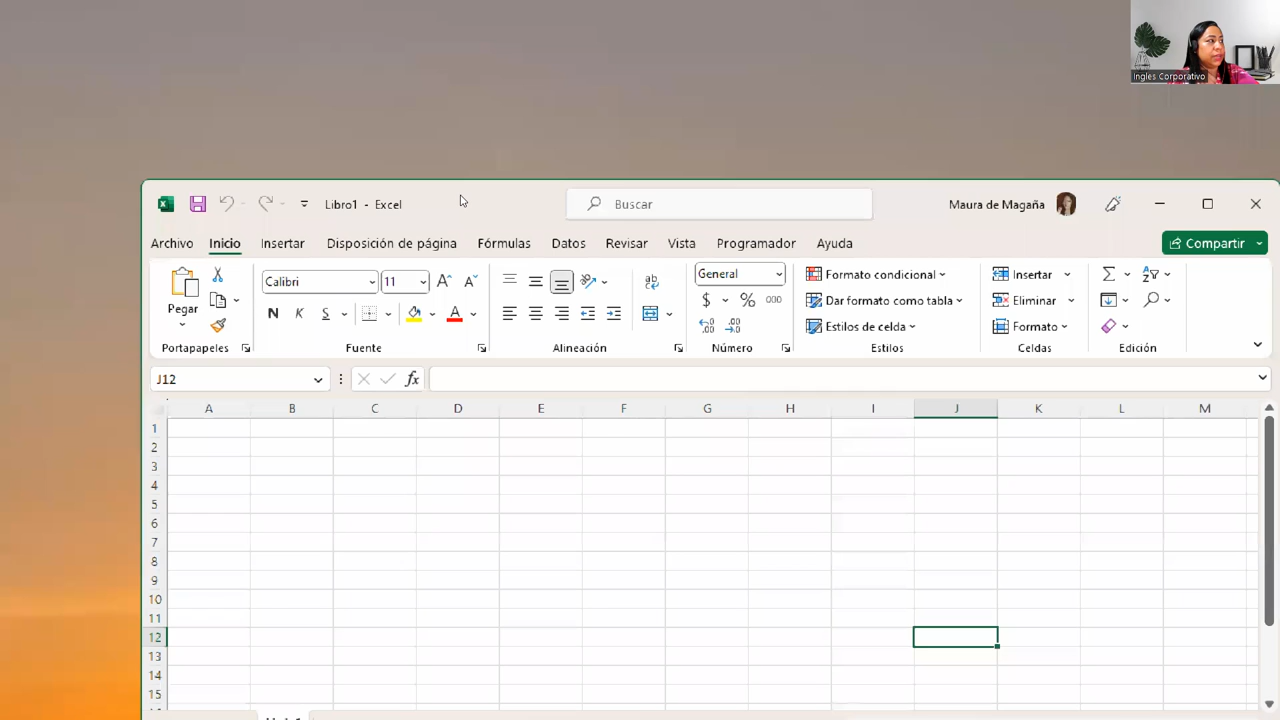 Ingles Corporativo
Libro1 - Excel
Buscar
Maura de Magaña
Archivo Inicio Insertar Disposición de página Fórmulas Datos Revisar Vista Programador Ayuda
Compartir
Pegar
Calibri 11
N K S A
General
$ % 000
Formato condicional
Dar formato como tabla
Estilos de celda
Insertar
Eliminar
Formato
Portapapeles Fuente Alineación Número Estilos Celdas Edición
J12
fx
A B C D E F G H I J K L M
1
2
3
4
5
6
7
8
9
10
11
12
13
14
15